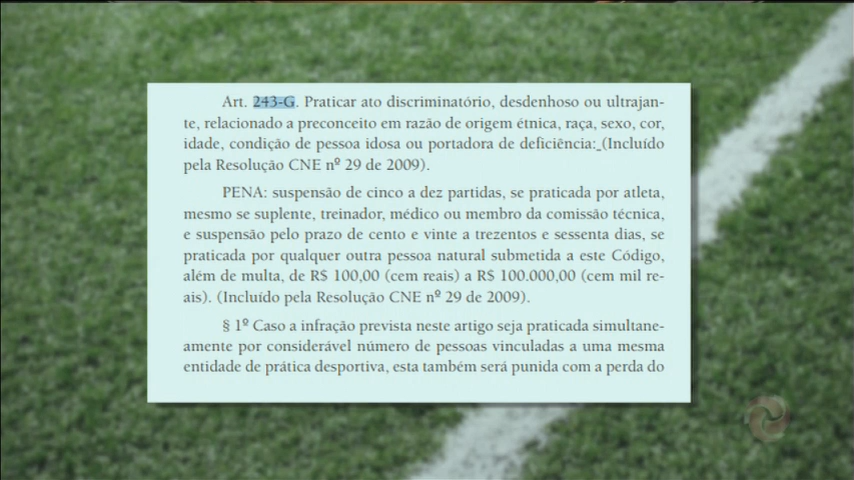 Art. 243-G. Praticar ato discriminatório, desdenhoso ou ultrajan-
te, relacionado a preconceito em razão de origem étnica, raça, sexo, cor,
idade, condição de pessoa idosa ou portadora de deficiência:_(Incluído
pela Resolução CNE nº 29 de 2009).
PENA: suspensão de cinco a dez partidas, se praticada por atleta,
mesmo se suplente, treinador, médico ou membro da comissão técnica,
e suspensão pelo prazo de cento e vinte a trezentos e sessenta dias, se
praticada por qualquer outra pessoa natural submetida a este Código,
além de multa, de R$ 100,00 (cem reais) a R$ 100.000,00 (cem mil re-
ais). (Incluído pela Resolução CNE nº 29 de 2009).
§ 1º Caso a infração prevista neste artigo seja praticada simultane-
amente por considerável número de pessoas vinculadas a uma mesma
entidade de prática desportiva, esta também será punida com a perda do